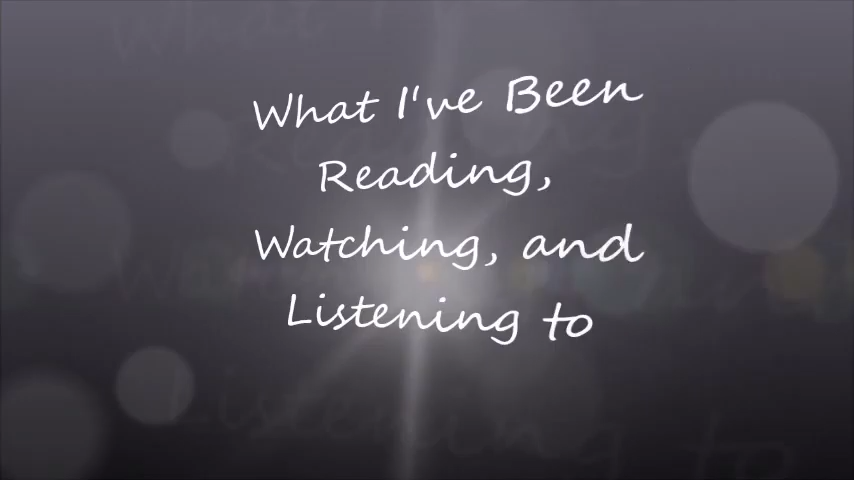 What I've Been
Reading,
Watching, and
Listening to